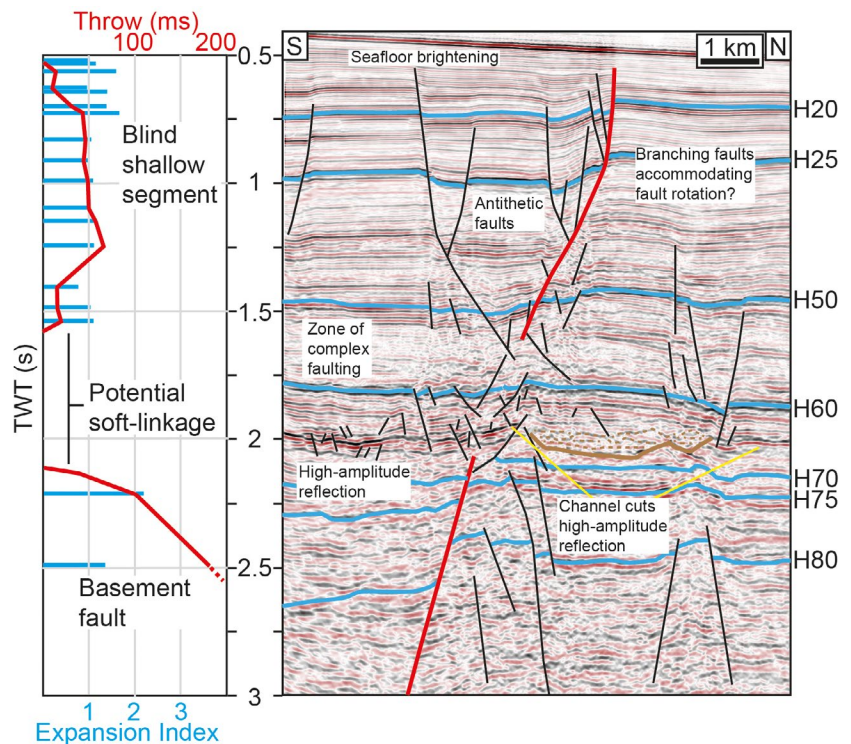 Throw (ms)
100
200
0.5
S
N
1 km
Seafloor brightening
H20
Blind
shallow
segment
Branching faults
accommodating
fault rotation?
H25
1
Antithetic
faults
H50
1.5
TWT (s)
Zone of
complex
faulting
Potential
soft-linkage
H60
2
High-amplitude
reflection
H70
H75
Channel cuts
high-amplitude
reflection
H80
2.5
Basement
fault
3
1
2
3
Expansion Index